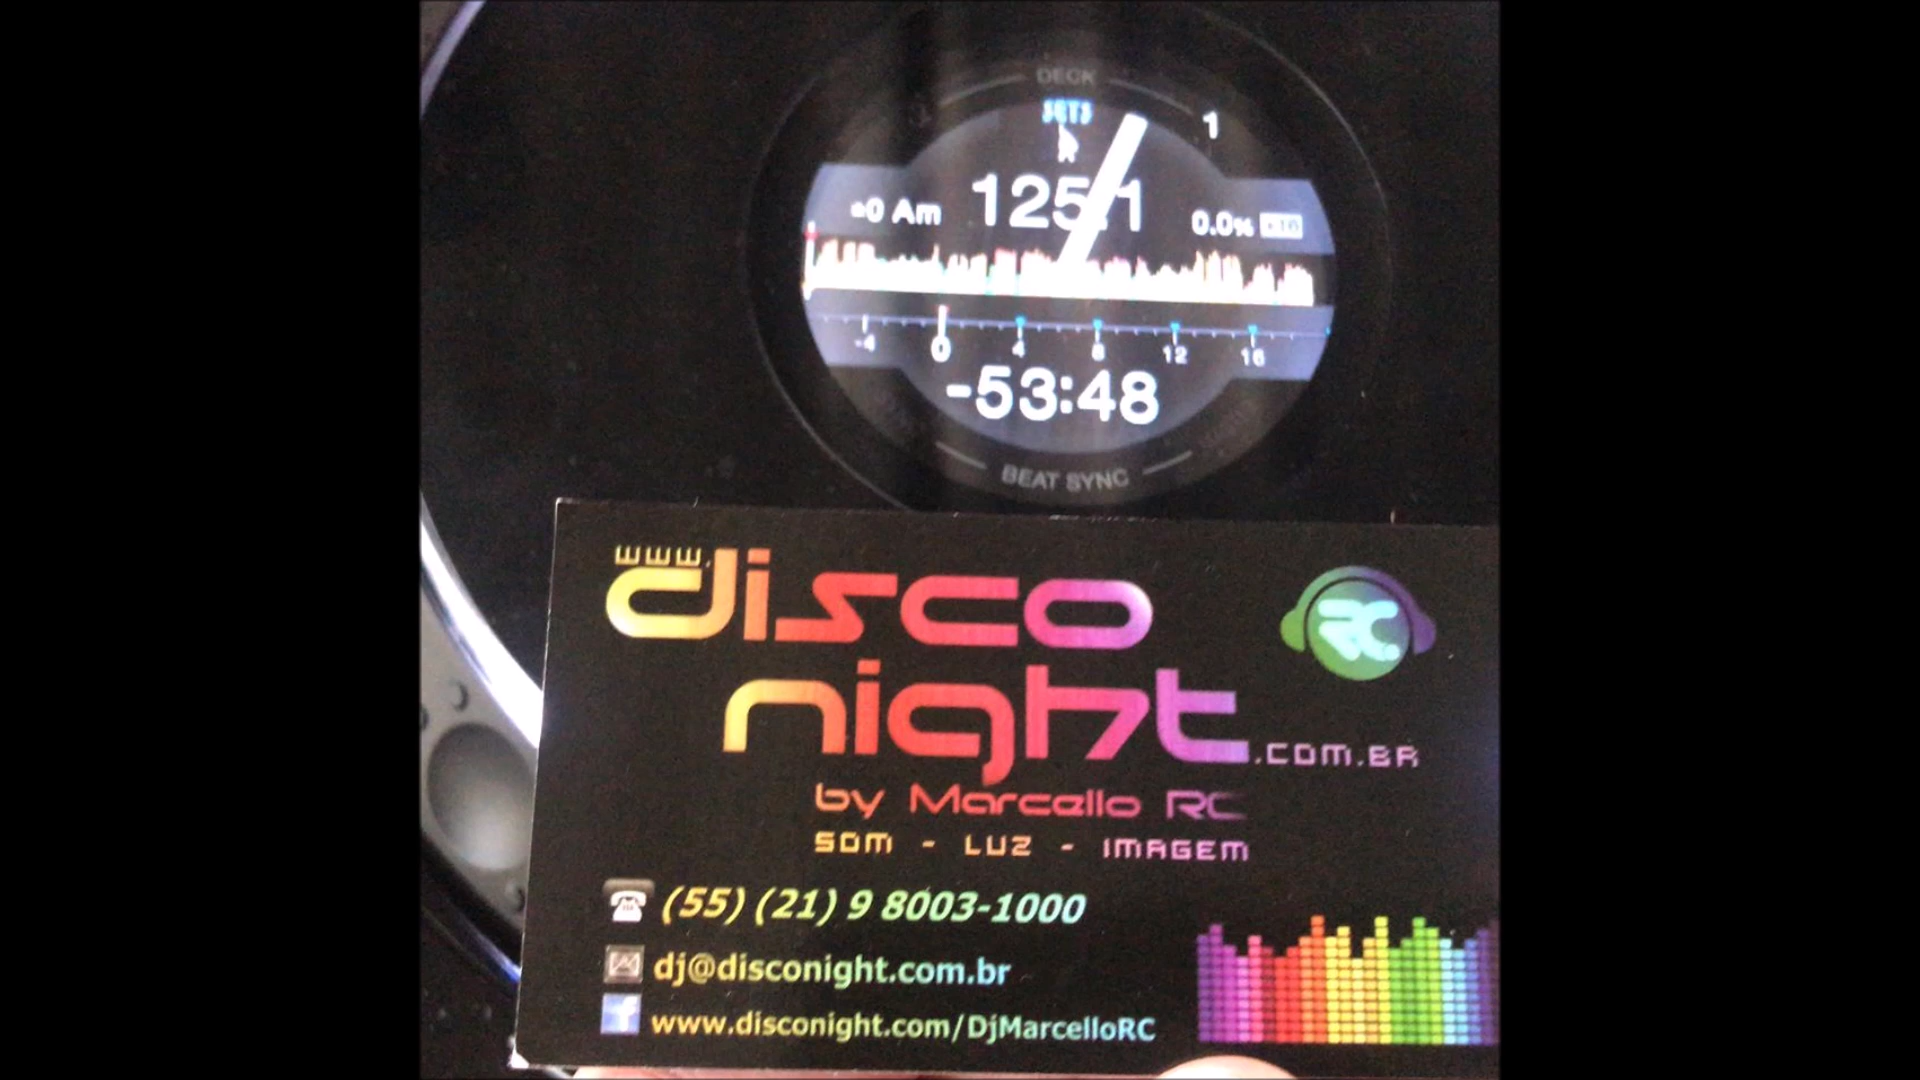 DECK
SETS
1
±0 Am 125.1 0.0%
-4 0 4 8 12 16
-53:48
BEAT SYNC
www.
disco
RC
night
.COM.BR
by Marcello RC
SOM - LUZ - IMAGEM
(55) (21) 9 8003-1000
dj@disconight.com.br
f
www.disconight.com/DjMarcelloRC